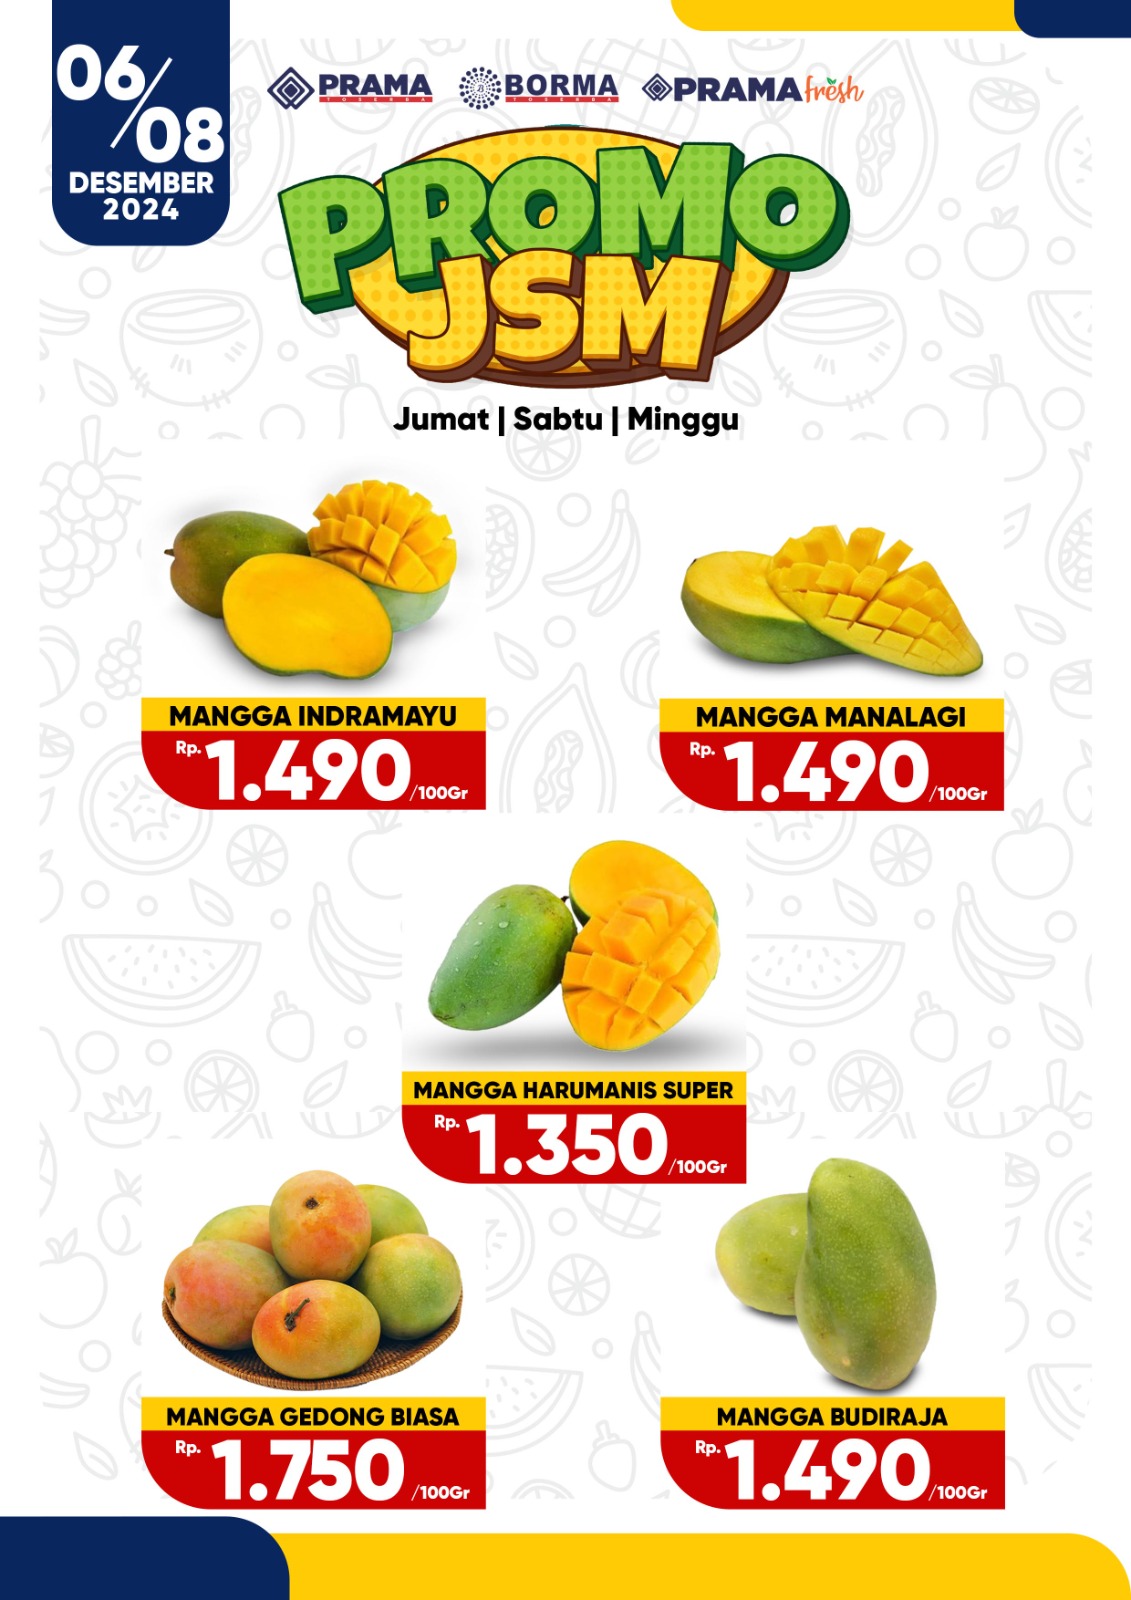 06/08
DESEMBER
2024
PRAMA
TOSERBA
BORMA
TOSERBA
PRAMA fresh
PROMO
JSM
Jumat | Sabtu | Minggu
MANGGA INDRAMAYU
Rp. 1.490 /100Gr
MANGGA MANALAGI
Rp. 1.490 /100Gr
MANGGA HARUMANIS SUPER
Rp. 1.350 /100Gr
MANGGA GEDONG BIASA
Rp. 1.750 /100Gr
MANGGA BUDIRAJA
Rp. 1.490 /100Gr